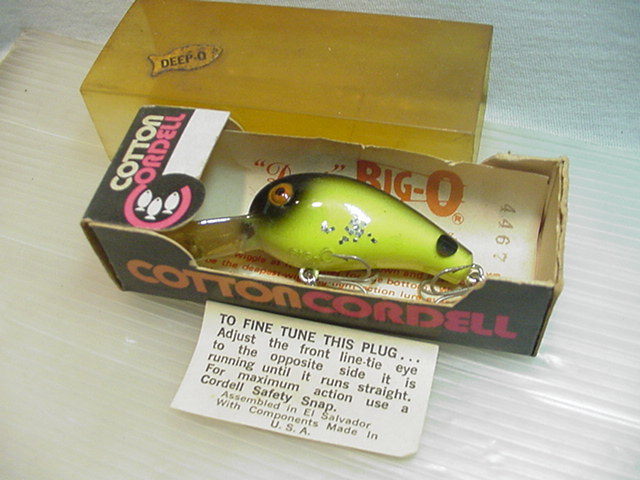 DEEP-O
COTTON
CORDELL
BIG-O®
4467
COTTON CORDELL
TO FINE TUNE THIS PLUG...
Adjust the front line-tie eye
to the opposite side it is
running until it runs straight.
For maximum action use a
Cordell Safety Snap.
Assembled in El Salvador
With Components Made In
U.S.A.